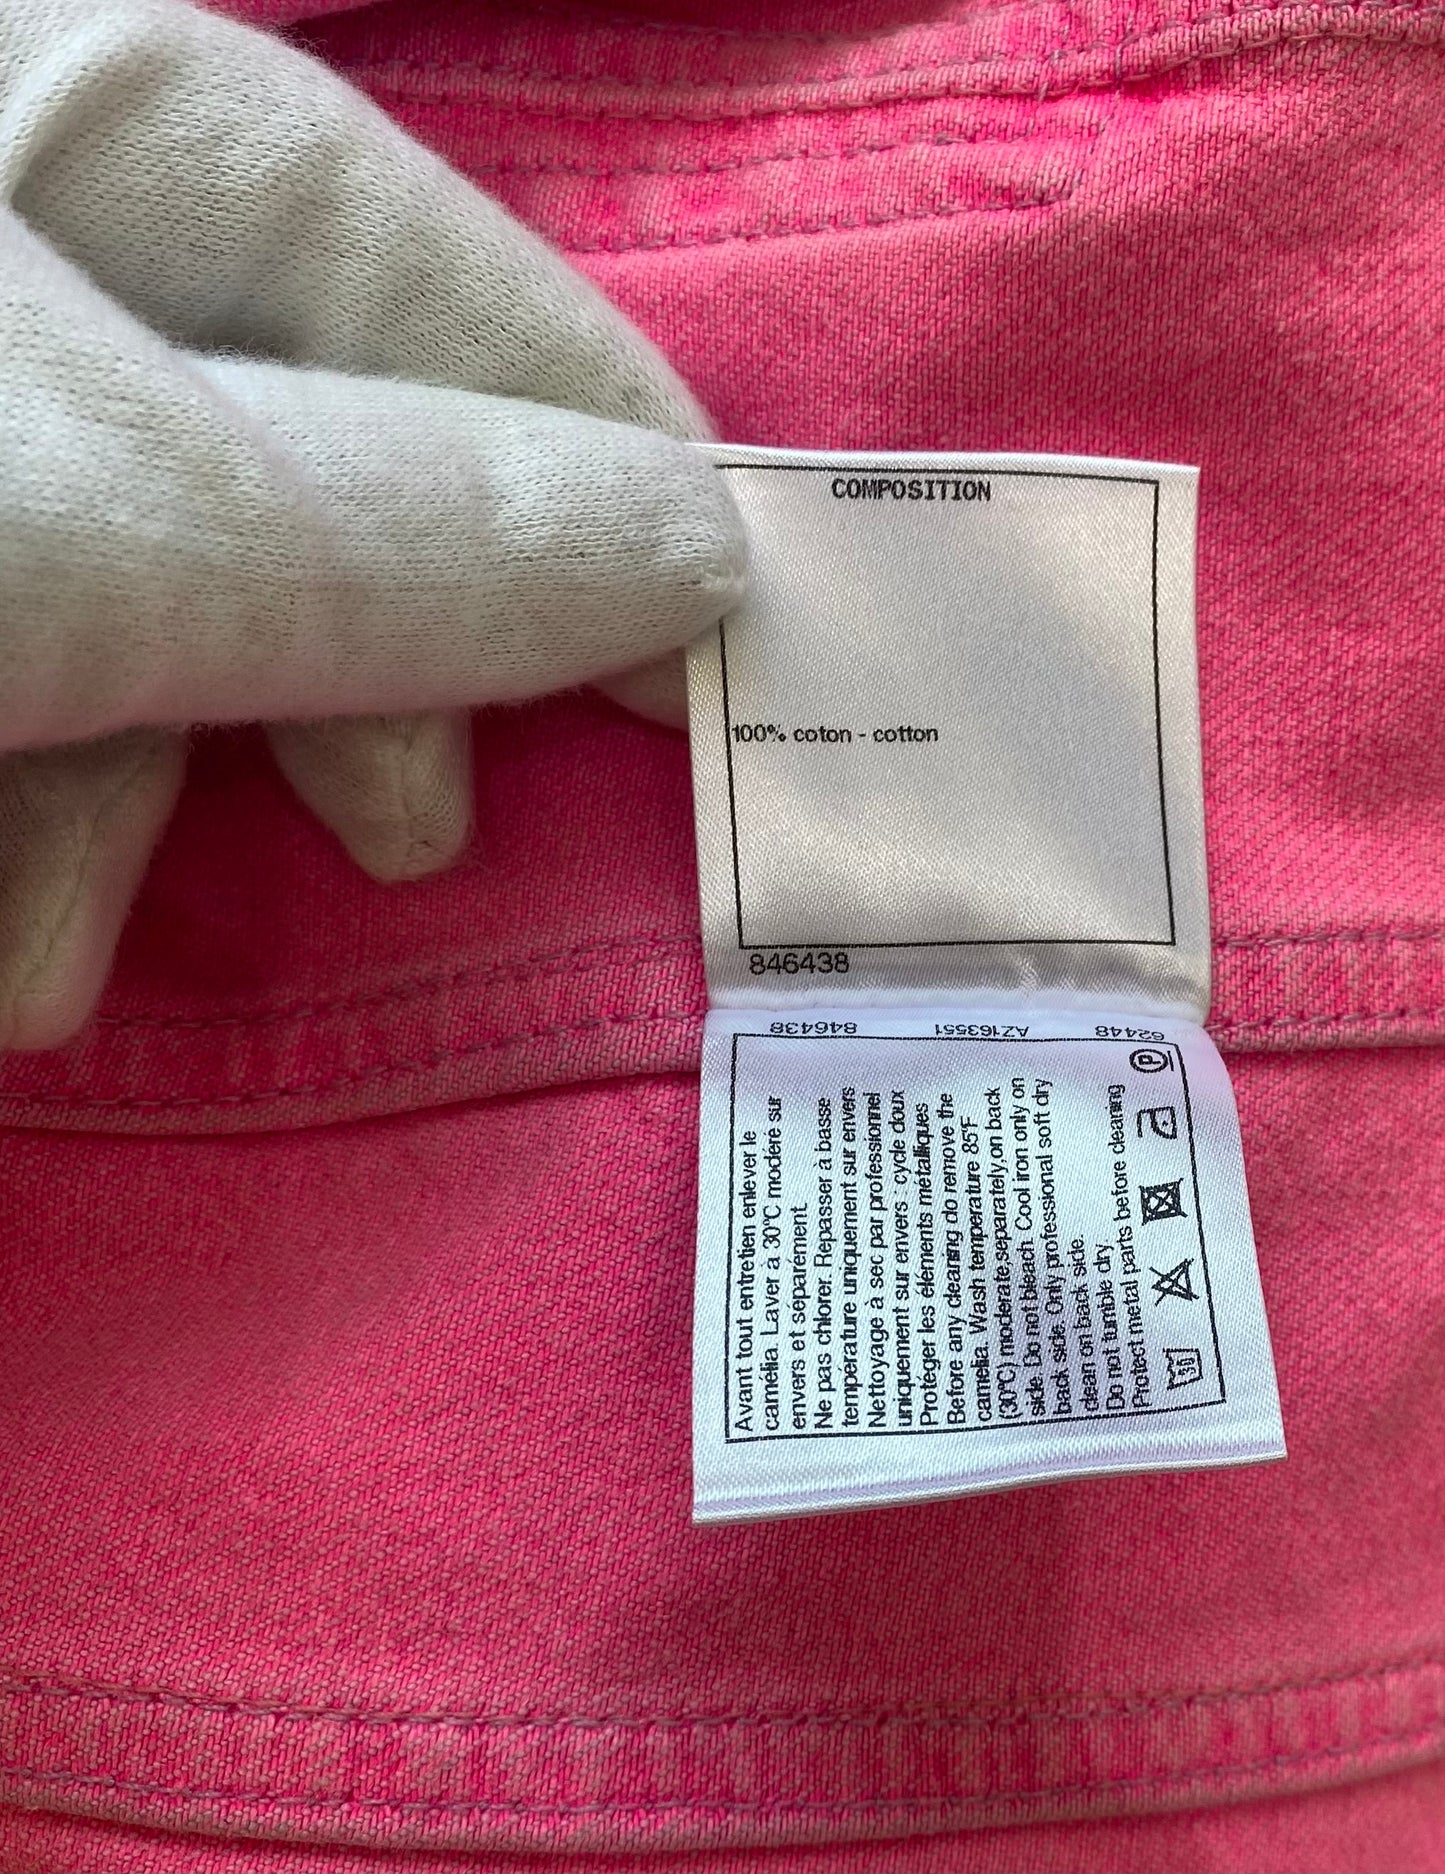 COMPOSITION
100% coton - cotton
846438
846438 AZ163551 62448
Avant tout entretien enlever le
camélia. Laver à 30°C modéré sur
envers et séparément.
Ne pas chlorer. Repasser à basse
température uniquement sur envers
Nettoyage à sec par professionnel
uniquement sur envers : cycle doux
Protéger les éléments métalliques
Before any cleaning do remove the
camelia. Wash temperature 85°F
(30°C) moderate,separately,on back
side. Do not bleach. Cool iron only on
back side. Only professional soft dry
clean on back side.
Do not tumble dry
Protect metal parts before cleaning
30 P